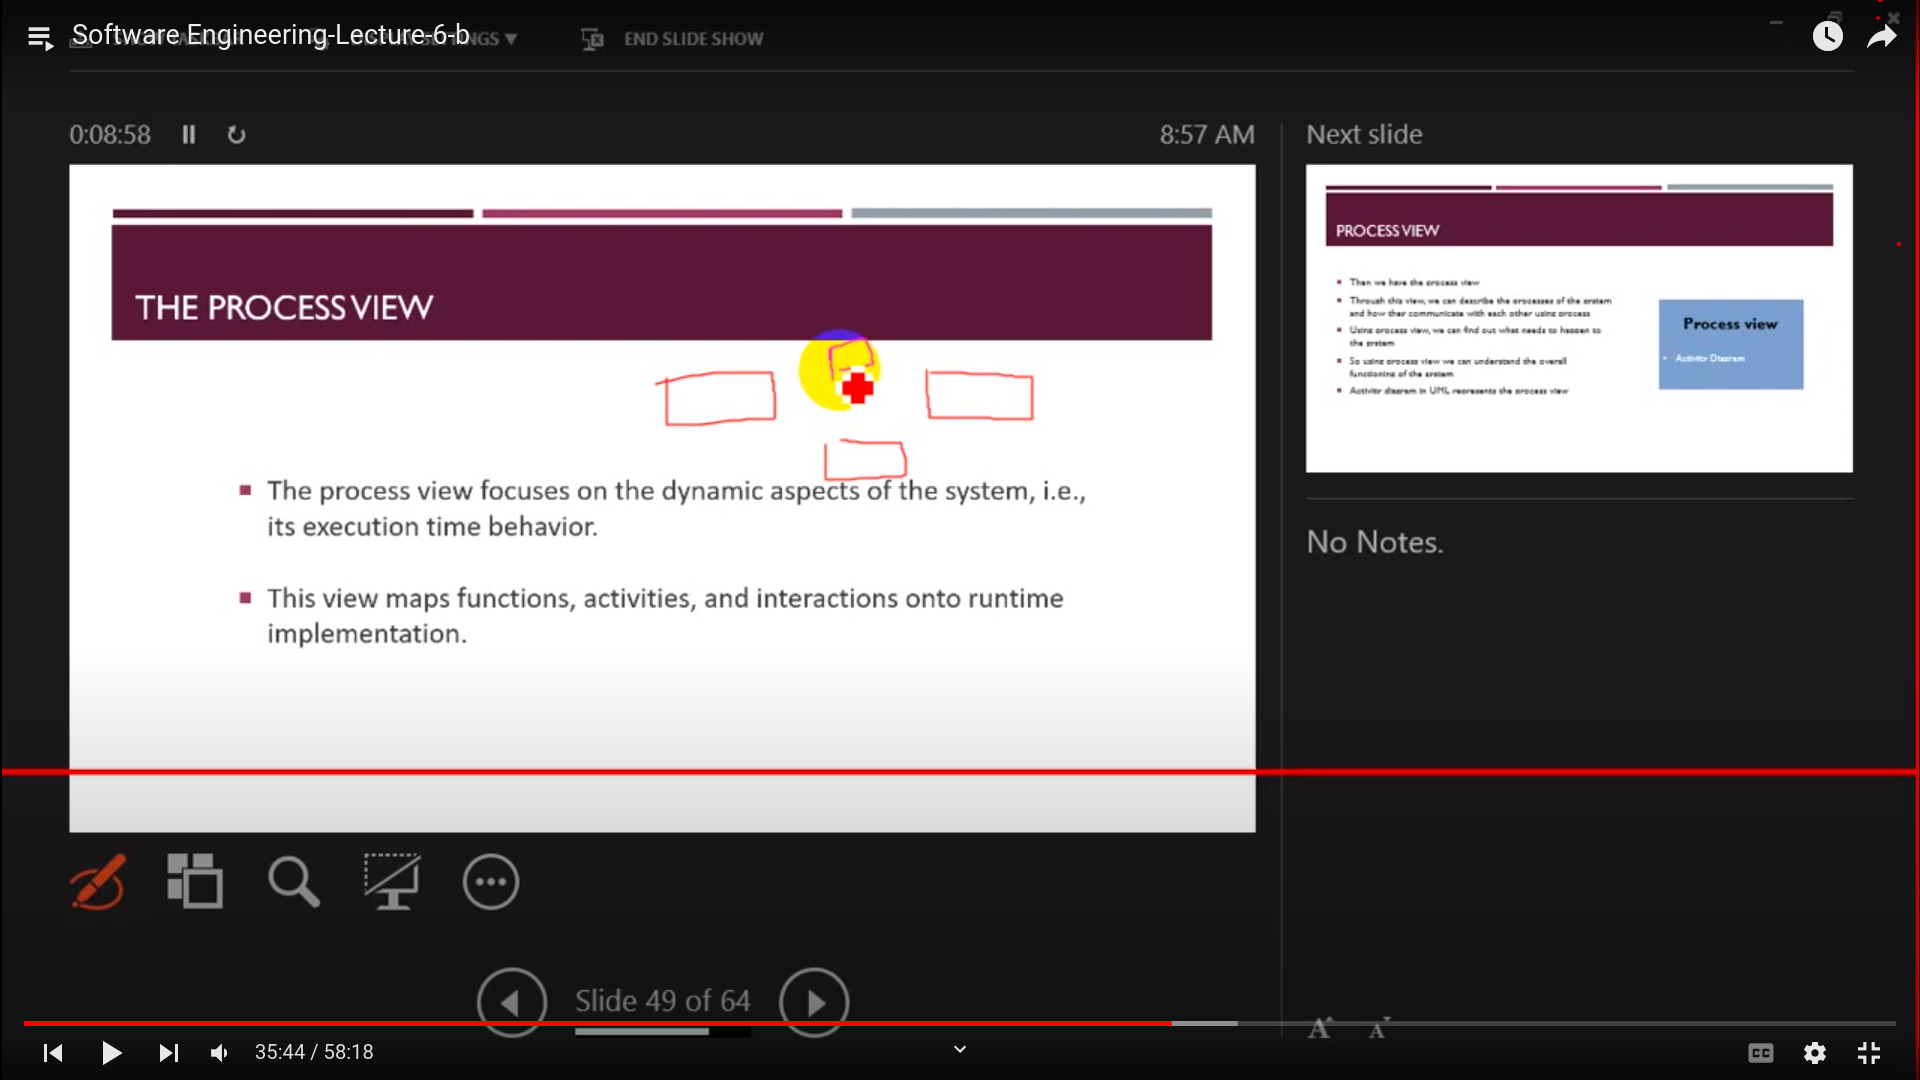 Software Engineering-Lecture-6-b
END SLIDE SHOW
0:08:58
8:57 AM
Next slide
THE PROCESS VIEW
The process view focuses on the dynamic aspects of the system, i.e.,
its execution time behavior.
This view maps functions, activities, and interactions onto runtime
implementation.
PROCESS VIEW
Then we have the process view
Through this view, we can describe the processes of the system
and how they communicate with each other using process
Using process view, we can find out what needs to happen to
the system
So using process view we can understand the overall
functioning of the system
Activity diagram in UML represents the process view
Process view
Activity Diagram
No Notes.
Slide 49 of 64
A A
35:44 / 58:18
CC